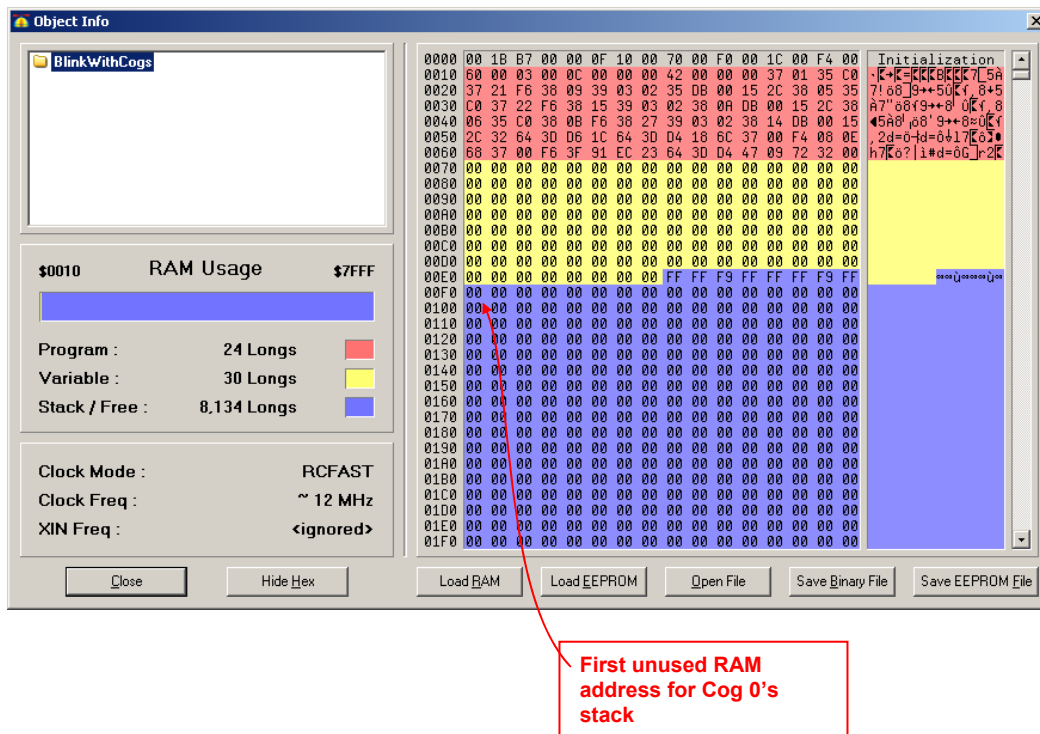 Object Info
BlinkWithCogs
$0010 RAM Usage $7FFF
Program : 24 Longs
Variable : 30 Longs
Stack / Free : 8,134 Longs
Clock Mode : RCFAST
Clock Freq : ~ 12 MHz
XIN Freq : <ignored>
0000 00 1B B7 00 00 0F 10 00 70 00 F0 00 1C 00 F4 00 Initialization
0010 60 00 03 00 0C 00 00 00 42 00 00 00 37 01 35 C0
0020 37 21 F6 38 09 39 03 02 35 DB 00 15 2C 38 05 35
0030 C0 37 22 F6 38 15 39 03 02 38 0A DB 00 15 2C 38
0040 06 35 C0 38 0B F6 38 27 39 03 02 38 14 DB 00 15
0050 2C 32 64 3D D6 1C 64 3D D4 18 6C 37 00 F4 08 0E
0060 68 37 00 F6 3F 91 EC 23 64 3D D4 47 09 72 32 00
0070 00 00 00 00 00 00 00 00 00 00 00 00 00 00 00 00
0080 00 00 00 00 00 00 00 00 00 00 00 00 00 00 00 00
0090 00 00 00 00 00 00 00 00 00 00 00 00 00 00 00 00
00A0 00 00 00 00 00 00 00 00 00 00 00 00 00 00 00 00
00B0 00 00 00 00 00 00 00 00 00 00 00 00 00 00 00 00
00C0 00 00 00 00 00 00 00 00 00 00 00 00 00 00 00 00
00D0 00 00 00 00 00 00 00 00 00 00 00 00 00 00 00 00
00E0 00 00 00 00 00 00 00 00 FF FF F9 FF FF FF F9 FF
00F0 00 00 00 00 00 00 00 00 00 00 00 00 00 00 00 00
0100 00 00 00 00 00 00 00 00 00 00 00 00 00 00 00 00
0110 00 00 00 00 00 00 00 00 00 00 00 00 00 00 00 00
0120 00 00 00 00 00 00 00 00 00 00 00 00 00 00 00 00
0130 00 00 00 00 00 00 00 00 00 00 00 00 00 00 00 00
0140 00 00 00 00 00 00 00 00 00 00 00 00 00 00 00 00
0150 00 00 00 00 00 00 00 00 00 00 00 00 00 00 00 00
0160 00 00 00 00 00 00 00 00 00 00 00 00 00 00 00 00
0170 00 00 00 00 00 00 00 00 00 00 00 00 00 00 00 00
0180 00 00 00 00 00 00 00 00 00 00 00 00 00 00 00 00
0190 00 00 00 00 00 00 00 00 00 00 00 00 00 00 00 00
01A0 00 00 00 00 00 00 00 00 00 00 00 00 00 00 00 00
01B0 00 00 00 00 00 00 00 00 00 00 00 00 00 00 00 00
01C0 00 00 00 00 00 00 00 00 00 00 00 00 00 00 00 00
01D0 00 00 00 00 00 00 00 00 00 00 00 00 00 00 00 00
01E0 00 00 00 00 00 00 00 00 00 00 00 00 00 00 00 00
01F0 00 00 00 00 00 00 00 00 00 00 00 00 00 00 00 00
Close Hide Hex Load RAM Load EEPROM Open File Save Binary File Save EEPROM File
First unused RAM
address for Cog 0's
stack